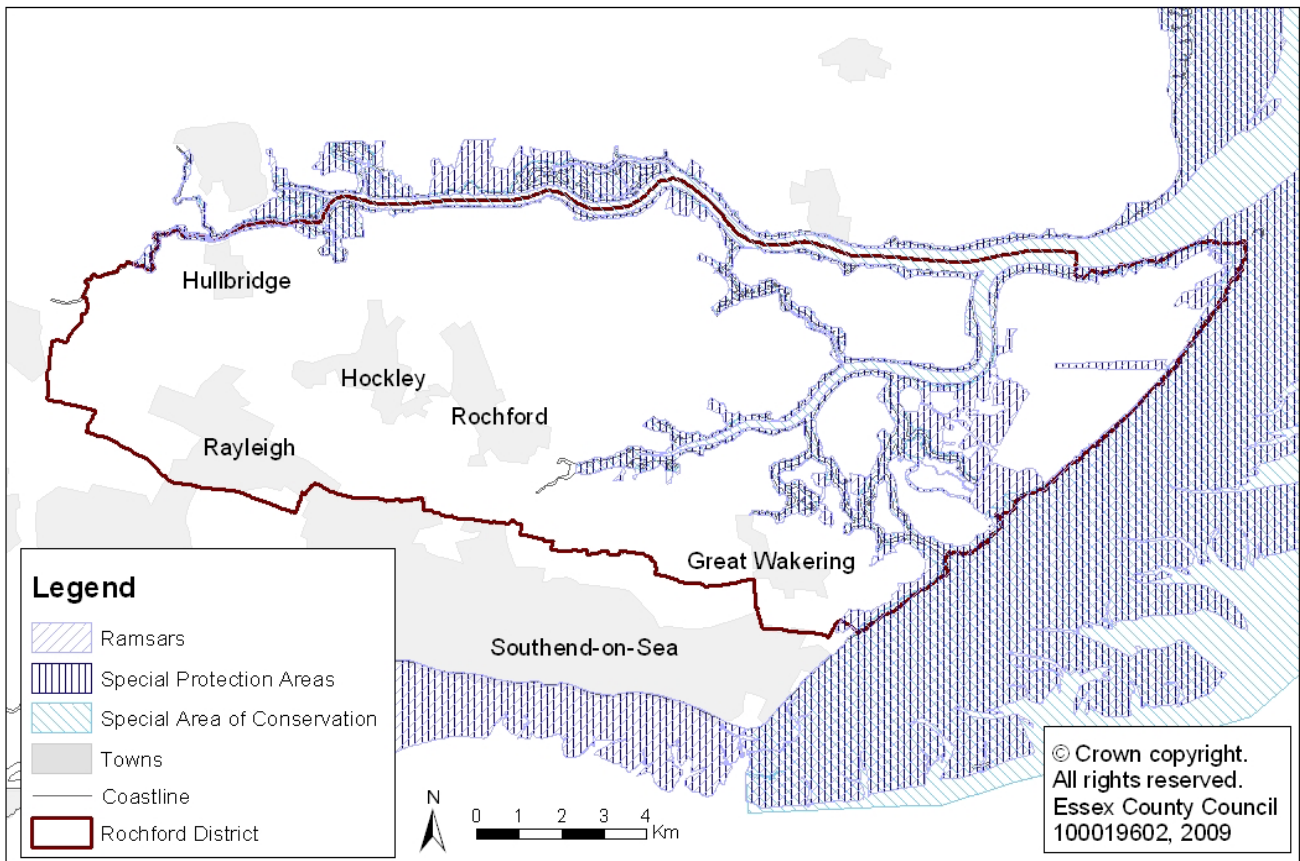 Hullbridge
Hockley
Rochford
Rayleigh
Great Wakering
Southend-on-Sea
Legend
Ramsars
Special Protection Areas
Special Area of Conservation
Towns
Coastline
Rochford District
N
0 1 2 3 4
Km
© Crown copyright.
All rights reserved.
Essex County Council
100019602, 2009